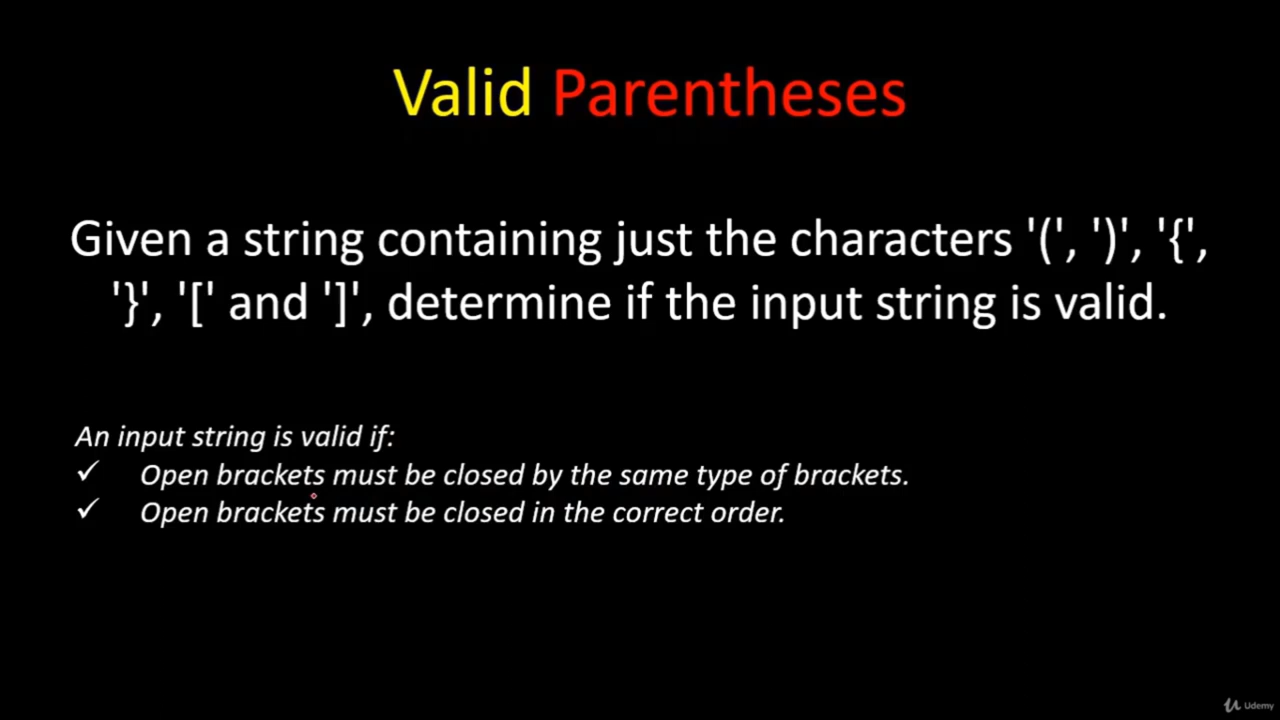 Valid Parentheses
Given a string containing just the characters '(', ')', '{',
'}', '[' and ']', determine if the input string is valid.
An input string is valid if:
✓ Open brackets must be closed by the same type of brackets.
✓ Open brackets must be closed in the correct order.
Udemy